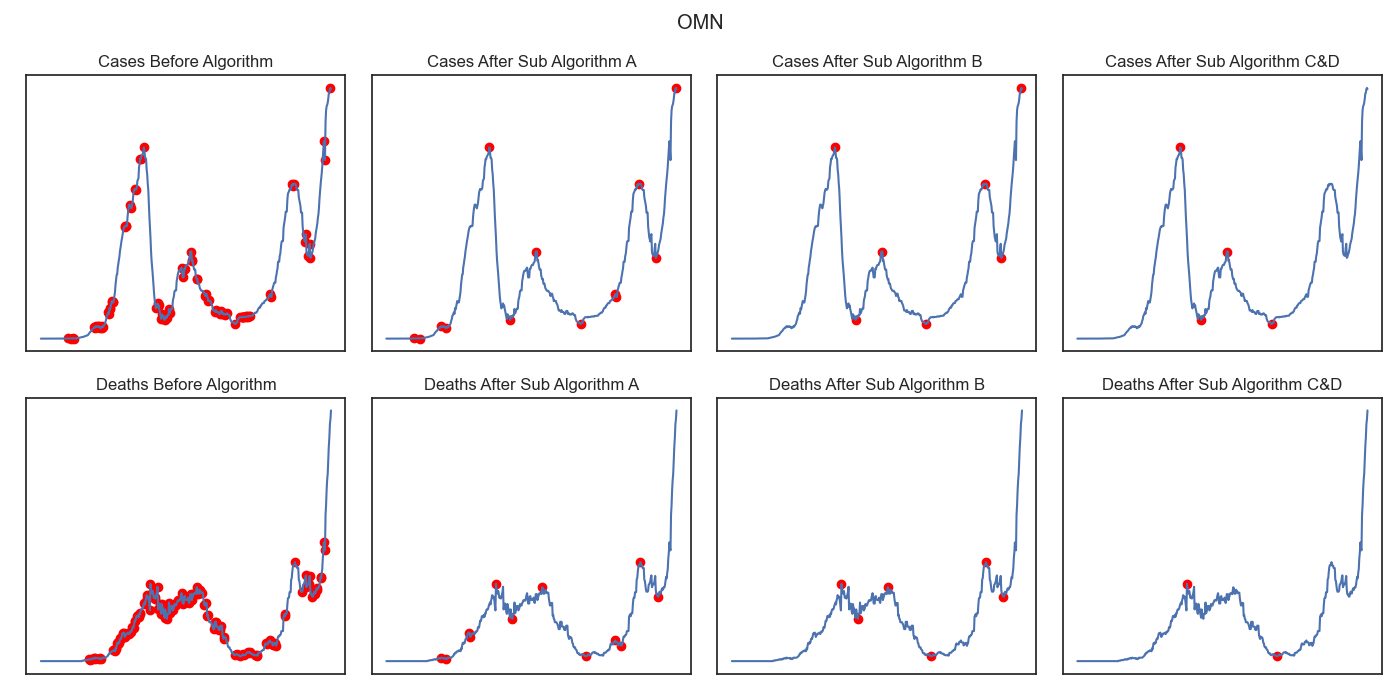 OMN
Cases Before Algorithm
Cases After Sub Algorithm A
Cases After Sub Algorithm B
Cases After Sub Algorithm C&D
Deaths Before Algorithm
Deaths After Sub Algorithm A
Deaths After Sub Algorithm B
Deaths After Sub Algorithm C&D